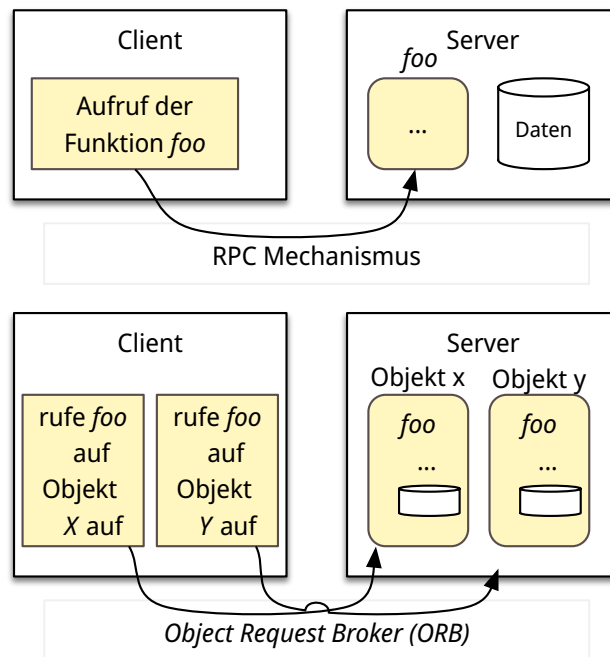 Client
Server
foo
Aufruf der
Funktion foo
...
Daten
RPC Mechanismus
Client
Server
Objekt x
Objekt y
rufe foo
auf
Objekt
X auf
rufe foo
auf
Objekt
Y auf
foo
...
foo
...
Object Request Broker (ORB)